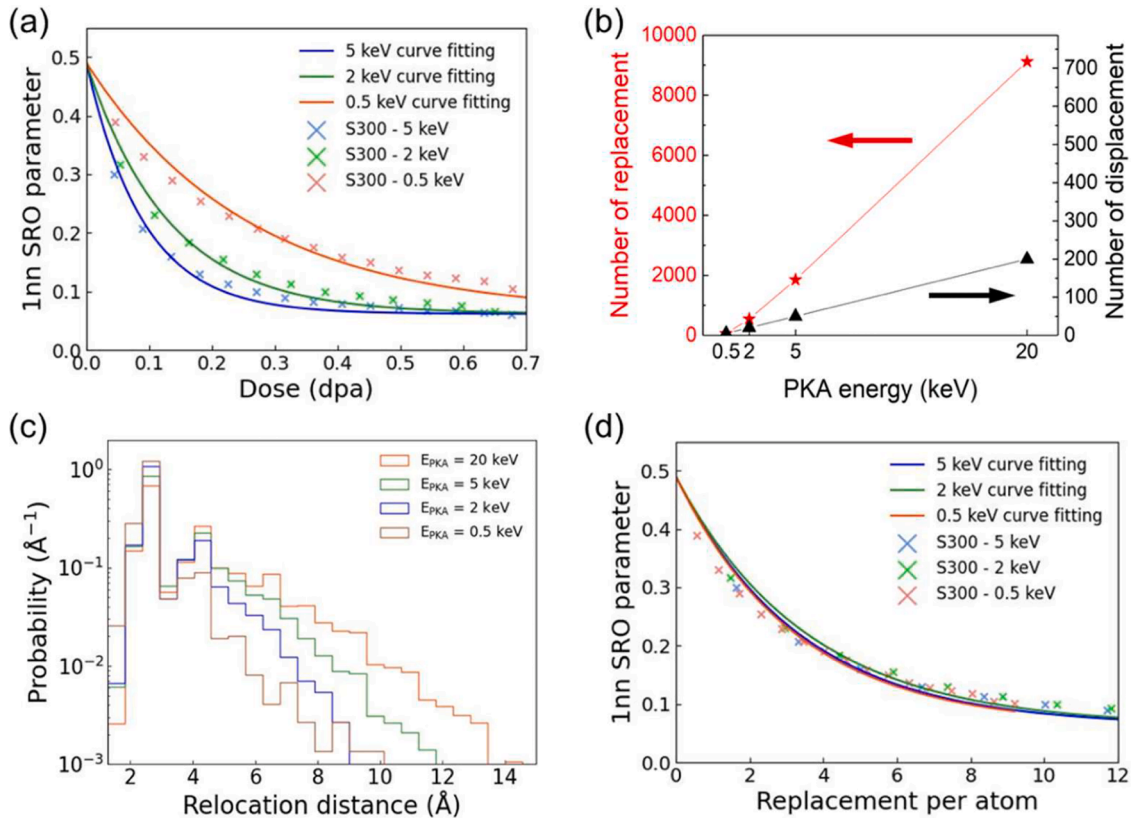 (a)
1nn SRO parameter
0.5
0.4
0.3
0.2
0.1
0.0
5 keV curve fitting
2 keV curve fitting
0.5 keV curve fitting
S300 - 5 keV
S300 - 2 keV
S300 - 0.5 keV
0.0 0.1 0.2 0.3 0.4 0.5 0.6 0.7
Dose (dpa)
(b)
Number of replacement
10000
9000
8000
6000
4000
2000
0
Number of displacement
700
600
500
400
300
200
100
0
0.5 2 5 20
PKA energy (keV)
(c)
Probability (Å⁻¹)
10⁰
10⁻¹
10⁻²
10⁻³
E_PKA = 20 keV
E_PKA = 5 keV
E_PKA = 2 keV
E_PKA = 0.5 keV
2 4 6 8 10 12 14
Relocation distance (Å)
(d)
1nn SRO parameter
0.5
0.4
0.3
0.2
0.1
0.0
5 keV curve fitting
2 keV curve fitting
0.5 keV curve fitting
S300 - 5 keV
S300 - 2 keV
S300 - 0.5 keV
0 2 4 6 8 10 12
Replacement per atom